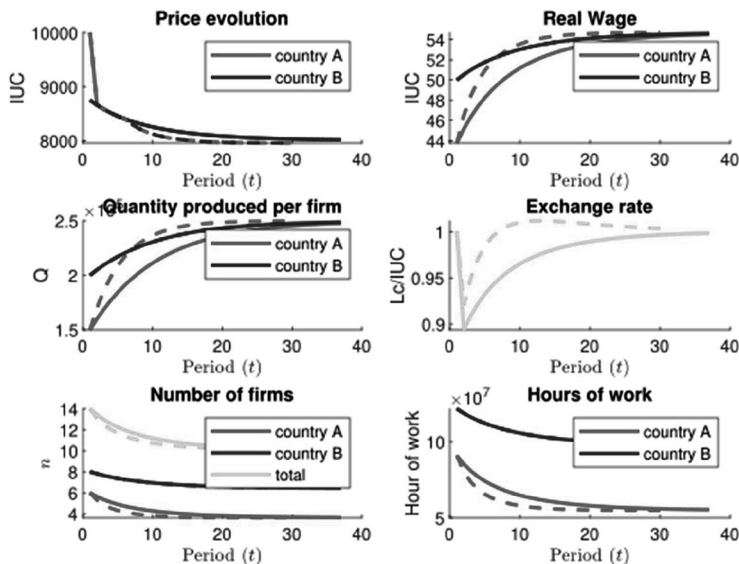 Price evolution
10000
9000
8000
IUC
0 10 20 30 40
Period (t)
country A
country B
Real Wage
54
52
50
48
46
44
IUC
0 10 20 30 40
Period (t)
country A
country B
Quantity produced per firm
2.5
2
1.5
Q
0 10 20 30 40
Period (t)
country A
country B
Exchange rate
1
0.95
0.9
Lc/IUC
0 10 20 30 40
Period (t)
Number of firms
14
12
10
8
6
4
n
0 10 20 30 40
Period (t)
country A
country B
total
Hours of work
×10⁷
10
5
Hour of work
0 10 20 30 40
Period (t)
country A
country B